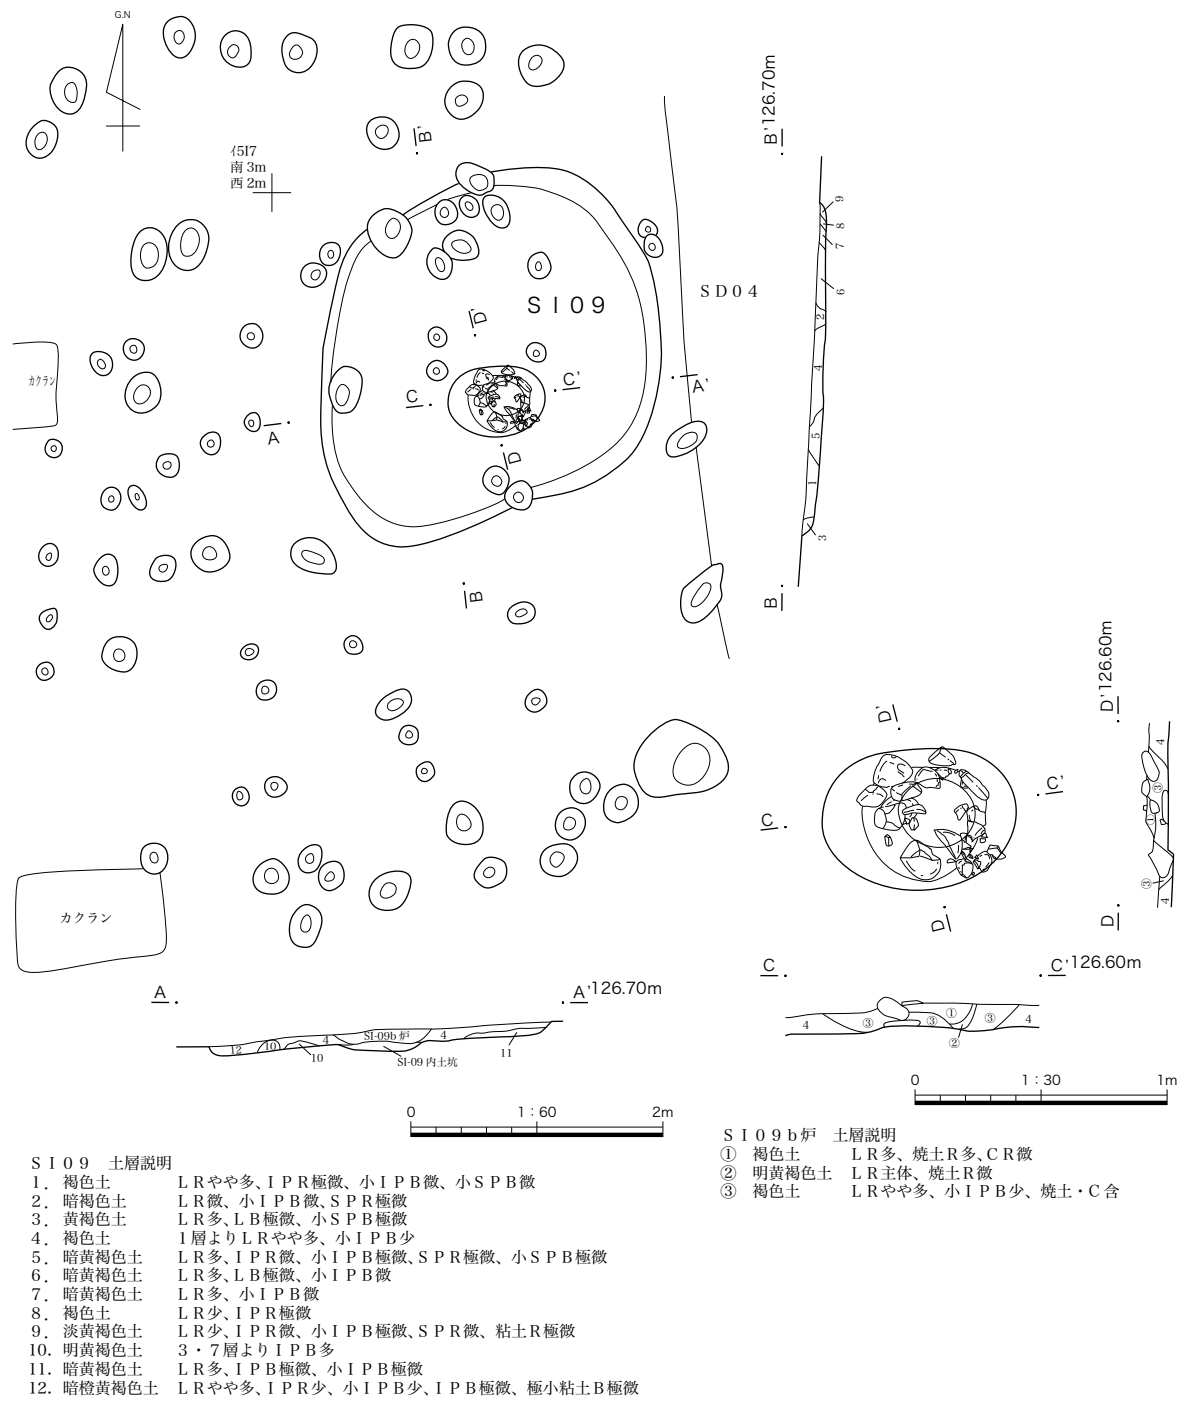 G.N
イ5I7
南 3m
西 2m
B'
B' 126.70m
9
8
7
6
2
4
5
1
3
B
ＳＩ０９
ＳＤ０４
D'
C
C'
A
A'
D
B
カクラン
カクラン
D' 126.60m
4
③
①
③
4
D
D'
C
C'
D
A
A' 126.70m
12
10
10
4
SI-09b 炉
4
11
SI-09 内土坑
C
C' 126.60m
4
③
③
①
②
③
4
0 1：60 2m
0 1：30 1m
ＳＩ０９　土層説明
1．褐色土　ＬＲやや多、ＩＰＲ極微、小ＩＰＢ微、小ＳＰＢ微
2．暗褐色土　ＬＲ微、小ＩＰＢ微、ＳＰＲ極微
3．黄褐色土　ＬＲ多、ＬＢ極微、小ＳＰＢ極微
4．褐色土　１層よりＬＲやや多、小ＩＰＢ少
5．暗黄褐色土　ＬＲ多、ＩＰＲ微、小ＩＰＢ極微、ＳＰＲ極微、小ＳＰＢ極微
6．暗黄褐色土　ＬＲ多、ＬＢ極微、小ＩＰＢ微
7．暗黄褐色土　ＬＲ多、小ＩＰＢ微
8．褐色土　ＬＲ少、ＩＰＲ極微
9．淡黄褐色土　ＬＲ少、ＩＰＲ微、小ＩＰＢ極微、ＳＰＲ微、粘土Ｒ極微
10．明黄褐色土　３・７層よりＩＰＢ多
11．暗黄褐色土　ＬＲ多、ＩＰＢ極微、小ＩＰＢ極微
12．暗橙黄褐色土　ＬＲやや多、ＩＰＲ少、小ＩＰＢ少、ＩＰＢ極微、極小粘土Ｂ極微
ＳＩ０９ｂ炉　土層説明
①　褐色土　ＬＲ多、焼土Ｒ多、ＣＲ微
②　明黄褐色土　ＬＲ主体、焼土Ｒ微
③　褐色土　ＬＲやや多、小ＩＰＢ少、焼土・Ｃ含